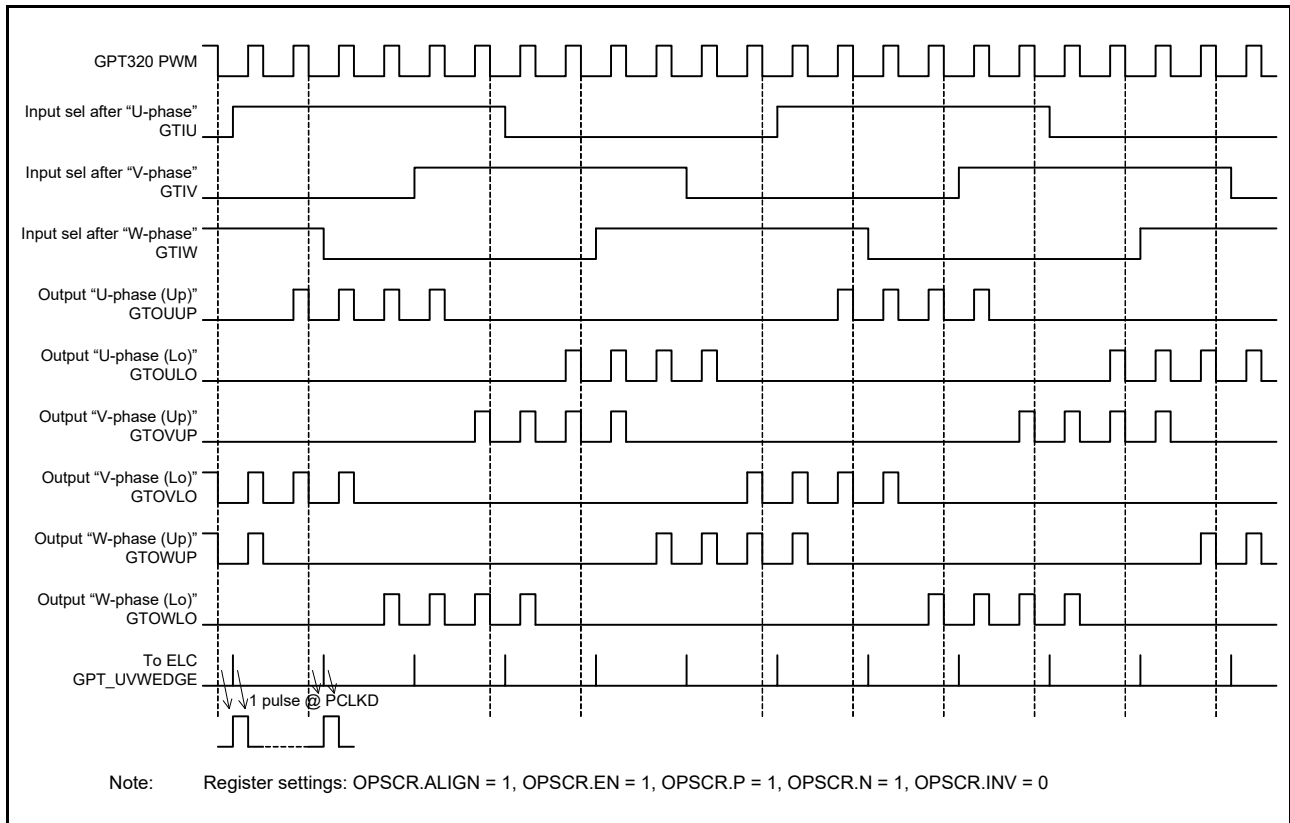 GPT320 PWM
Input sel after “U-phase”
GTIU
Input sel after “V-phase”
GTIV
Input sel after “W-phase”
GTIW
Output “U-phase (Up)”
GTOUUP
Output “U-phase (Lo)”
GTOULO
Output “V-phase (Up)”
GTOVUP
Output “V-phase (Lo)”
GTOVLO
Output “W-phase (Up)”
GTOWUP
Output “W-phase (Lo)”
GTOWLO
To ELC
GPT_UVWEDGE
1 pulse @ PCLKD
Note: Register settings: OPSCR.ALIGN = 1, OPSCR.EN = 1, OPSCR.P = 1, OPSCR.N = 1, OPSCR.INV = 0